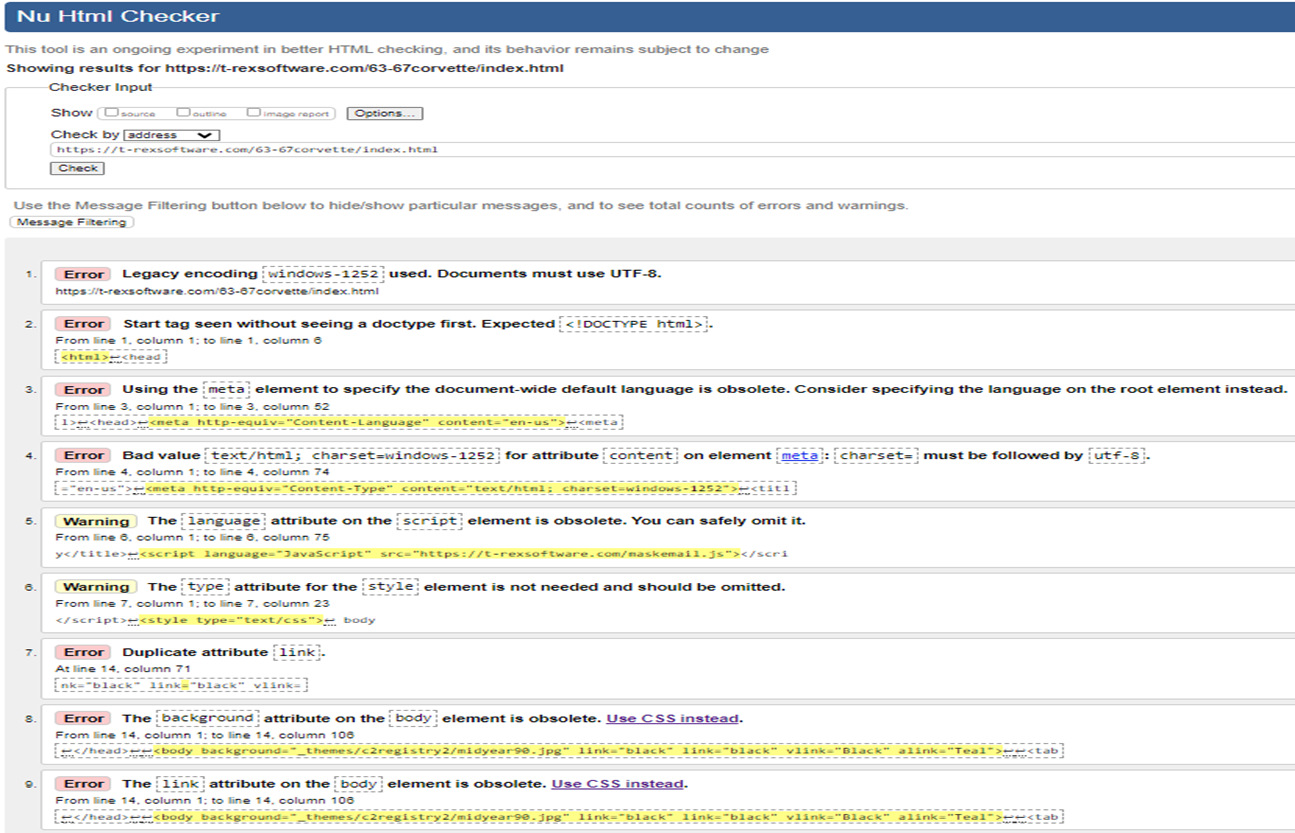 Nu Html Checker
This tool is an ongoing experiment in better HTML checking, and its behavior remains subject to change
Showing results for https://t-rexsoftware.com/63-67corvette/index.html
Checker Input
Show source outline image report Options...
Check by address
https://t-rexsoftware.com/63-67corvette/index.html
Check
Use the Message Filtering button below to hide/show particular messages, and to see total counts of errors and warnings.
Message Filtering
1. Error Legacy encoding windows-1252 used. Documents must use UTF-8.
https://t-rexsoftware.com/63-67corvette/index.html
2. Error Start tag seen without seeing a doctype first. Expected <!DOCTYPE html>.
From line 1, column 1; to line 1, column 6
<html>↩<head
3. Error Using the meta element to specify the document-wide default language is obsolete. Consider specifying the language on the root element instead.
From line 3, column 1; to line 3, column 52
l>↩<head>↩<meta http-equiv="Content-Language" content="en-us">↩<meta
4. Error Bad value text/html; charset=windows-1252 for attribute content on element meta: charset= must be followed by utf-8.
From line 4, column 1; to line 4, column 74
="en-us">↩<meta http-equiv="Content-Type" content="text/html; charset=windows-1252">↩<titl
5. Warning The language attribute on the script element is obsolete. You can safely omit it.
From line 6, column 1; to line 6, column 75
y</title>↩<script language="JavaScript" src="https://t-rexsoftware.com/maskemail.js"></scri
6. Warning The type attribute for the style element is not needed and should be omitted.
From line 7, column 1; to line 7, column 23
</script>↩<style type="text/css">↩ body
7. Error Duplicate attribute link.
At line 14, column 71
nk="black" link="black" vlink=
8. Error The background attribute on the body element is obsolete. Use CSS instead.
From line 14, column 1; to line 14, column 106
↩</head>↩↩<body background="_themes/c2registry2/midyear90.jpg" link="black" link="black" vlink="Black" alink="Teal">↩↩<tab
9. Error The link attribute on the body element is obsolete. Use CSS instead.
From line 14, column 1; to line 14, column 106
↩</head>↩↩<body background="_themes/c2registry2/midyear90.jpg" link="black" link="black" vlink="Black" alink="Teal">↩↩<tab